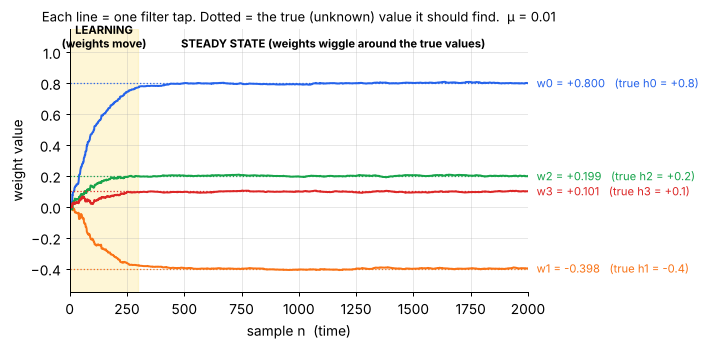 Each line = one filter tap. Dotted = the true (unknown) value it should find.  μ = 0.01
LEARNING
(weights move)
STEADY STATE (weights wiggle around the true values)
1.0
0.8
0.6
0.4
0.2
0.0
−0.2
−0.4
weight value
w0 = +0.800   (true h0 = +0.8)
w2 = +0.199   (true h2 = +0.2)
w3 = +0.101   (true h3 = +0.1)
w1 = -0.398   (true h1 = −0.4)
0
250
500
750
1000
1250
1500
1750
2000
sample n  (time)